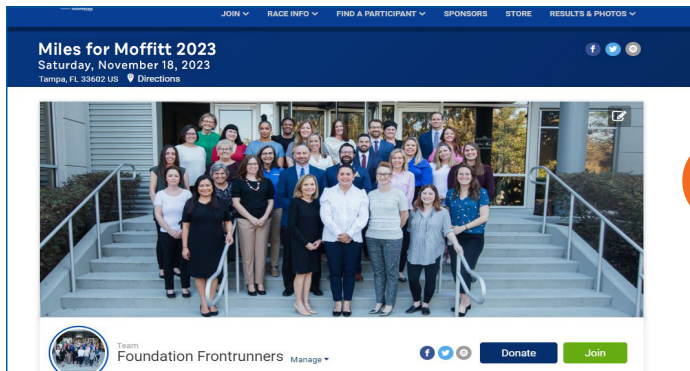 JOIN RACE INFO FIND A PARTICIPANT SPONSORS STORE RESULTS & PHOTOS
Miles for Moffitt 2023
Saturday, November 18, 2023
Tampa, FL 33602 US Directions
Team
Foundation Frontrunners Manage
Donate Join